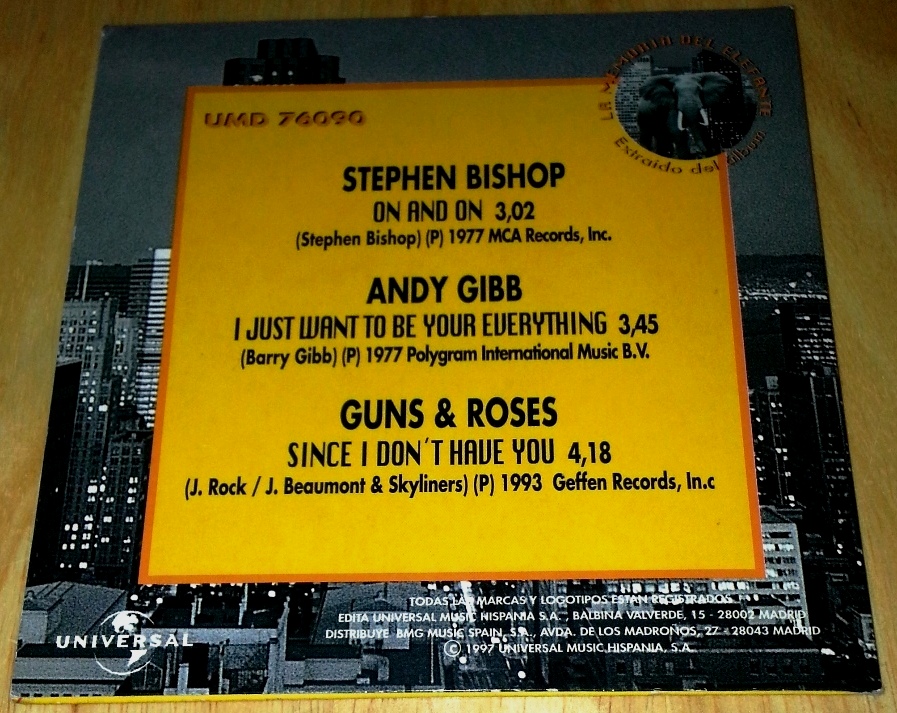 LA MEMORIA DEL ELEFANTE
Extraido del album
UMD 76090
STEPHEN BISHOP
ON AND ON 3,02
(Stephen Bishop) (P) 1977 MCA Records, Inc.
ANDY GIBB
I JUST WANT TO BE YOUR EVERYTHING 3,45
(Barry Gibb) (P) 1977 Polygram International Music B.V.
GUNS & ROSES
SINCE I DON'T HAVE YOU 4,18
(J. Rock / J. Beaumont & Skyliners) (P) 1993 Geffen Records, In.c
TODAS LAS MARCAS Y LOGOTIPOS ESTAN REGISTRADOS
EDITA UNIVERSAL MUSIC HISPANIA S.A., BALBINA VALVERDE, 15 - 28002 MADRID
DISTRIBUYE BMG MUSIC SPAIN, S.A., AVDA. DE LOS MADROÑOS, 27 - 28043 MADRID
© 1997 UNIVERSAL MUSIC HISPANIA, S.A.
UNIVERSAL